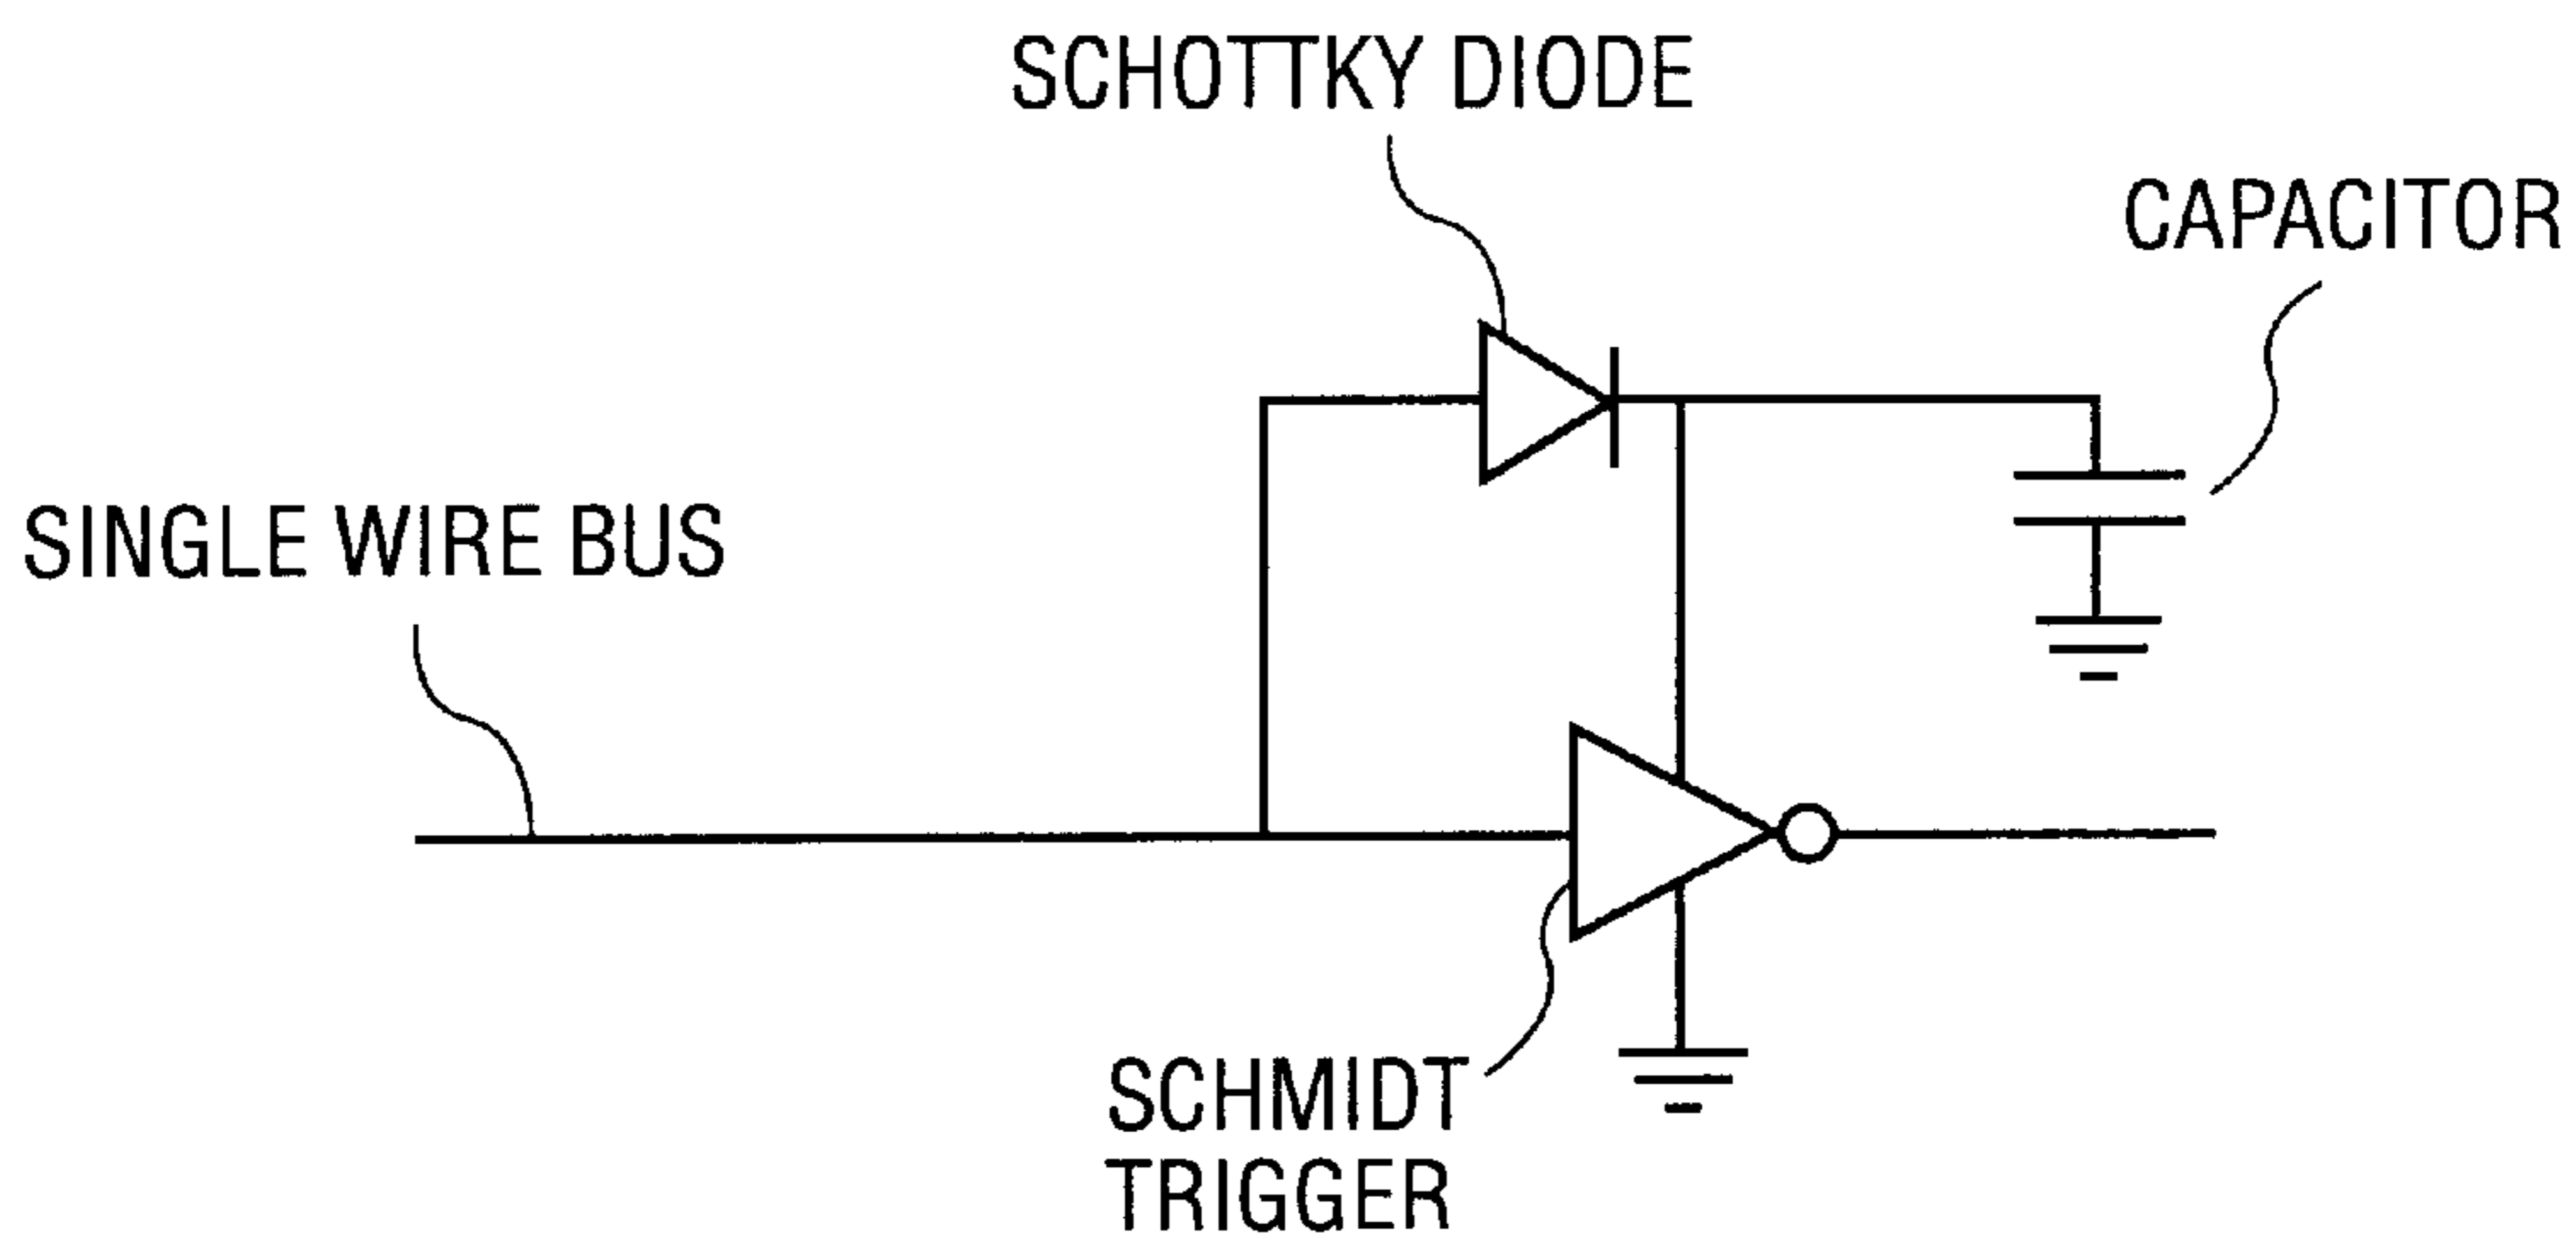 SCHOTTKY DIODE
CAPACITOR
SINGLE WIRE BUS
SCHMIDT
TRIGGER